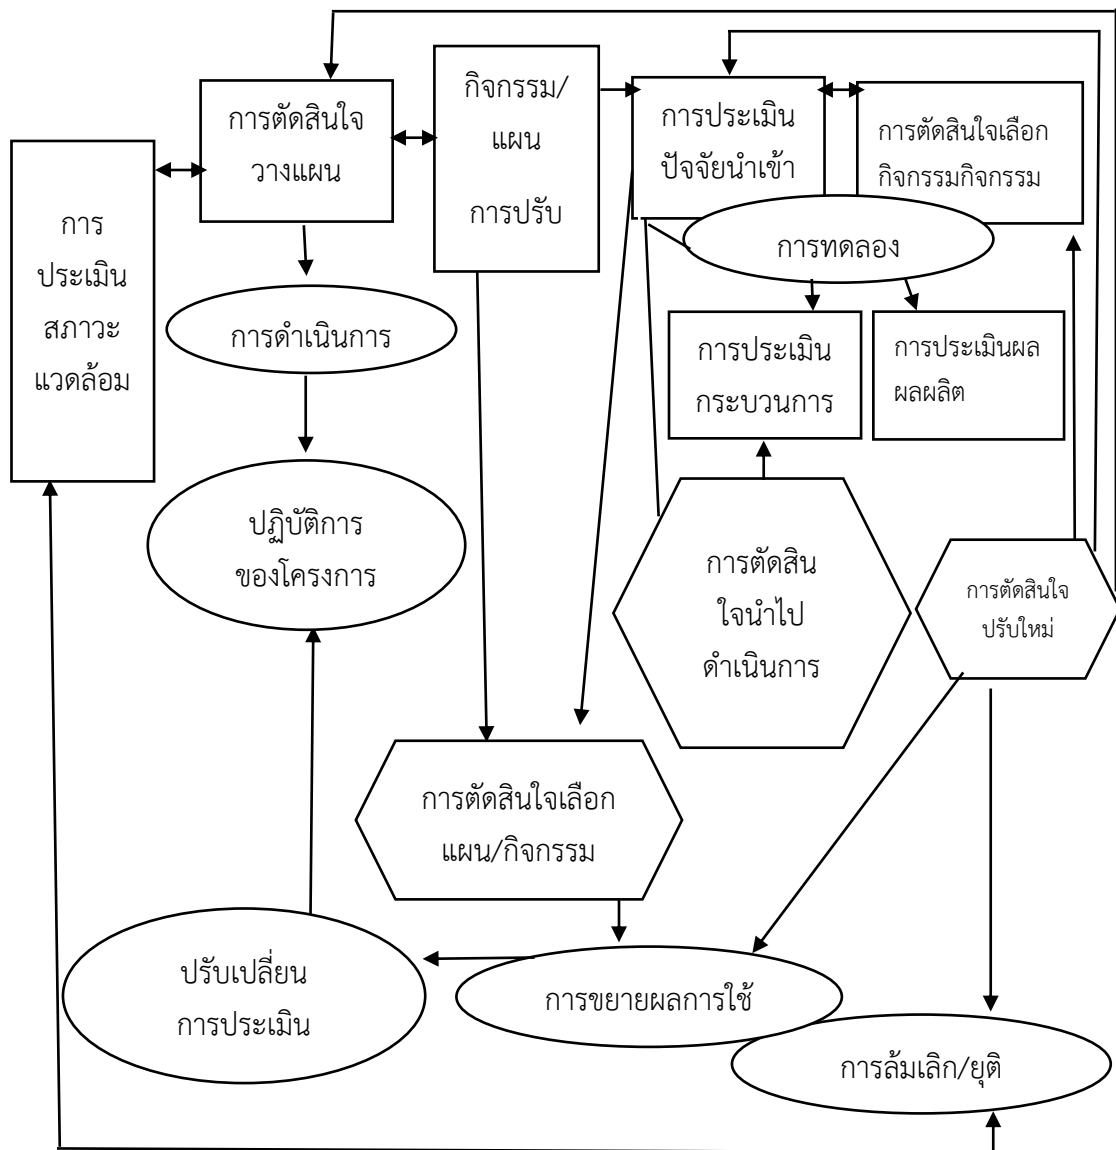 การตัดสินใจ
วางแผน
กิจกรรม/
แผน
การปรับ
การประเมิน
ปัจจัยนำเข้า
การตัดสินใจเลือก
กิจกรรมกิจกรรม
การ
ประเมิน
สภาวะ
แวดล้อม
การทดลอง
การดำเนินการ
การประเมิน
กระบวนการ
การประเมินผล
ผลผลิต
ปฏิบัติการ
ของโครงการ
การตัดสิน
ใจนำไป
ดำเนินการ
การตัดสินใจ
ปรับใหม่
การตัดสินใจเลือก
แผน/กิจกรรม
ปรับเปลี่ยน
การประเมิน
การขยายผลการใช้
การล้มเลิก/ยุติ